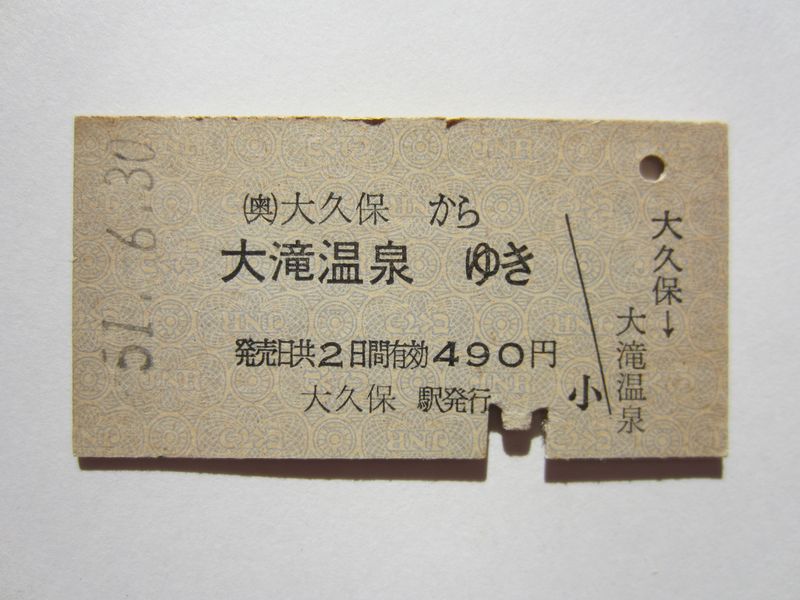 51.-6.30
㊥大久保 から
大滝温泉 ゆき
発売日共2日間有効490円
大久保 駅発行
小
大久保→
大滝温泉